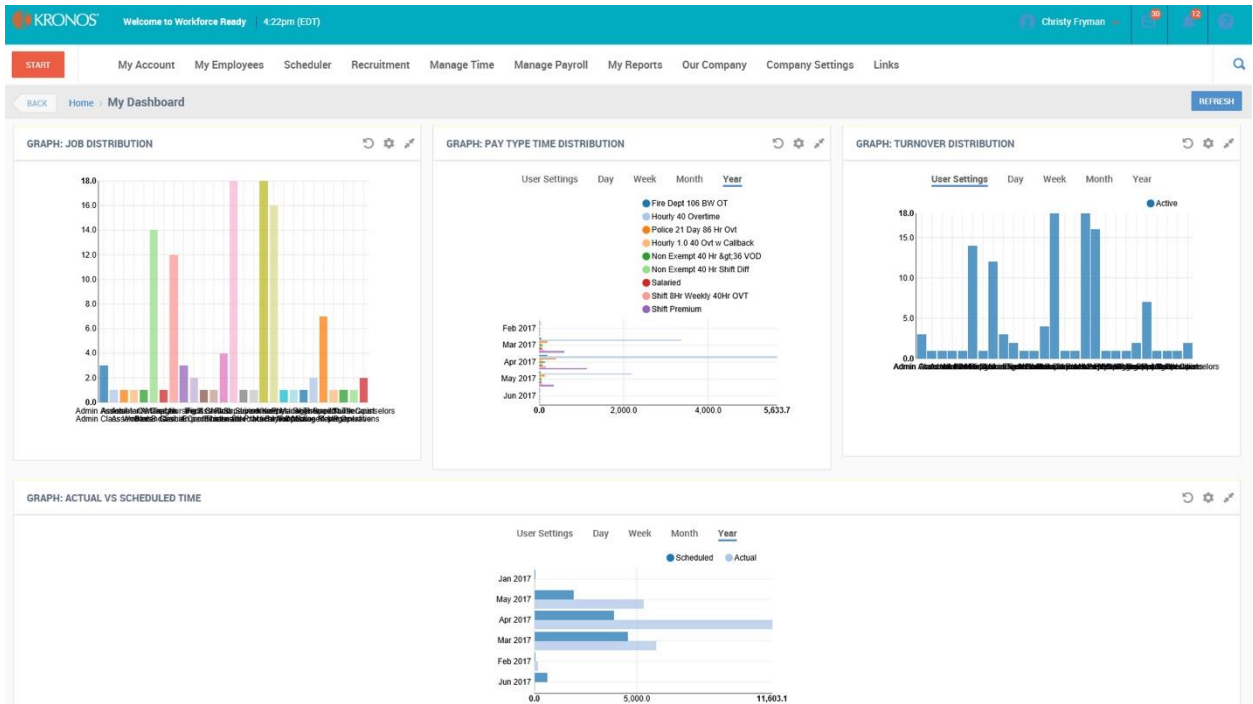 KRONOS Welcome to Workforce Ready 4:22pm (EDT) Christy Fryman 30 12
START My Account My Employees Scheduler Recruitment Manage Time Manage Payroll My Reports Our Company Company Settings Links
BACK Home › My Dashboard REFRESH
GRAPH: JOB DISTRIBUTION
18.0
16.0
14.0
12.0
10.0
8.0
6.0
4.0
2.0
0.0
Admin
Admin
GRAPH: PAY TYPE TIME DISTRIBUTION
User Settings Day Week Month Year
Fire Dept 106 BW OT
Hourly 40 Overtime
Police 21 Day 86 Hr Ovt
Hourly 1.0 40 Ovt w Callback
Non Exempt 40 Hr &gt;36 VOD
Non Exempt 40 Hr Shift Diff
Salaried
Shift 8Hr Weekly 40Hr OVT
Shift Premium
Feb 2017
Mar 2017
Apr 2017
May 2017
Jun 2017
0.0 2,000.0 4,000.0 5,633.7
GRAPH: TURNOVER DISTRIBUTION
User Settings Day Week Month Year
Active
18.0
15.0
10.0
5.0
0.0
Admin
GRAPH: ACTUAL VS SCHEDULED TIME
User Settings Day Week Month Year
Scheduled Actual
Jan 2017
May 2017
Apr 2017
Mar 2017
Feb 2017
Jun 2017
0.0 5,000.0 11,603.1